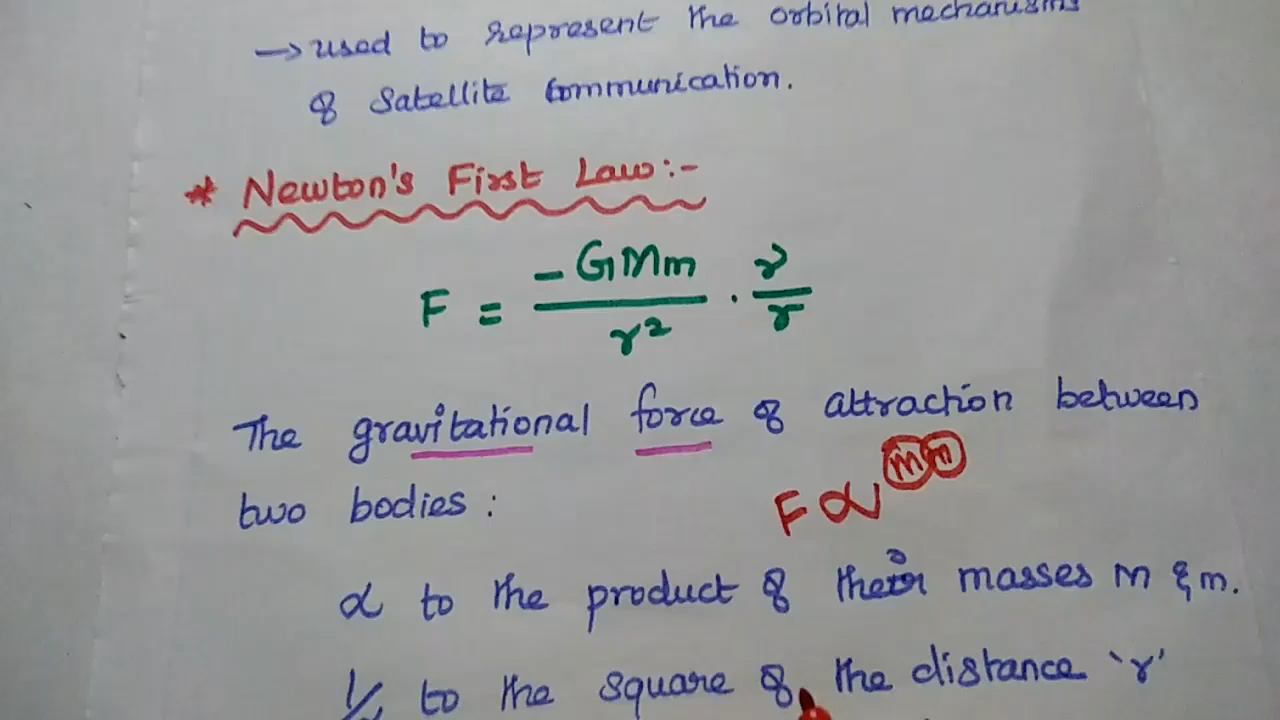 → used to represent the orbital mechanisms
of Satellite Communication.
* Newton's First Law:-
F = -GMm/r² · r/r
The gravitational force of attraction between
two bodies :
F ∝ Mm
∝ to the product of their masses M & m.
1/ to the square of the distance 'r'